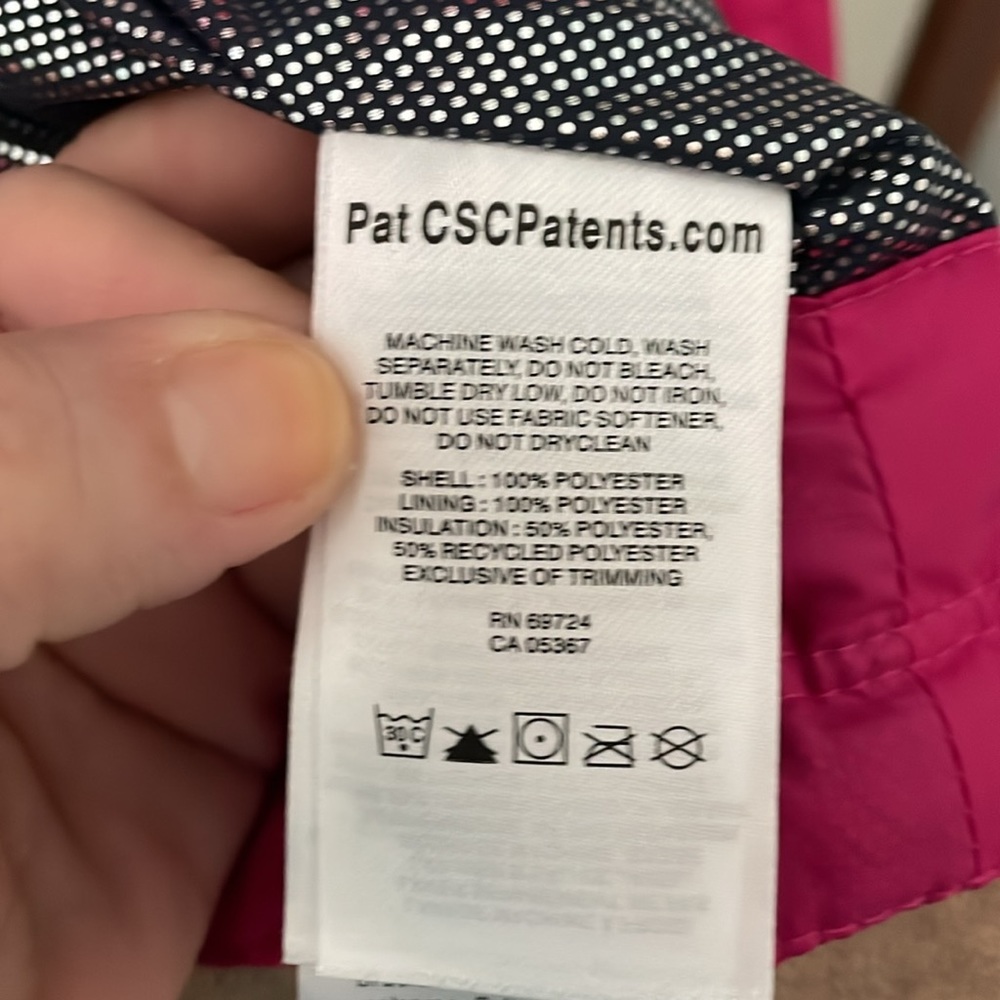 Pat CSCPatents.com
MACHINE WASH COLD, WASH
SEPARATELY, DO NOT BLEACH,
TUMBLE DRY LOW, DO NOT IRON,
DO NOT USE FABRIC SOFTENER,
DO NOT DRYCLEAN
SHELL : 100% POLYESTER
LINING : 100% POLYESTER
INSULATION : 50% POLYESTER,
50% RECYCLED POLYESTER
EXCLUSIVE OF TRIMMING
RN 69724
CA 05367
30C